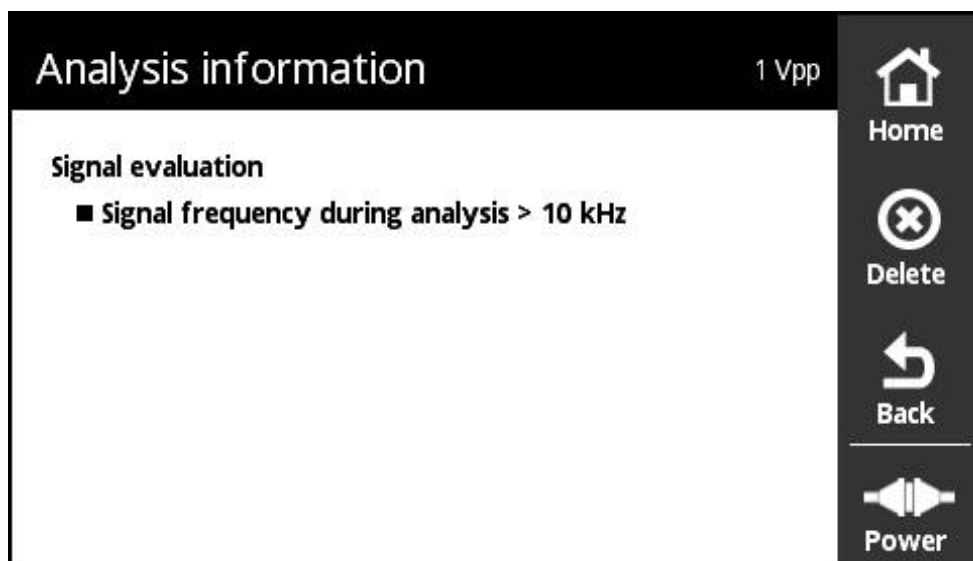 Analysis information
1 Vpp
Home
Signal evaluation
■ Signal frequency during analysis > 10 kHz
Delete
Back
Power